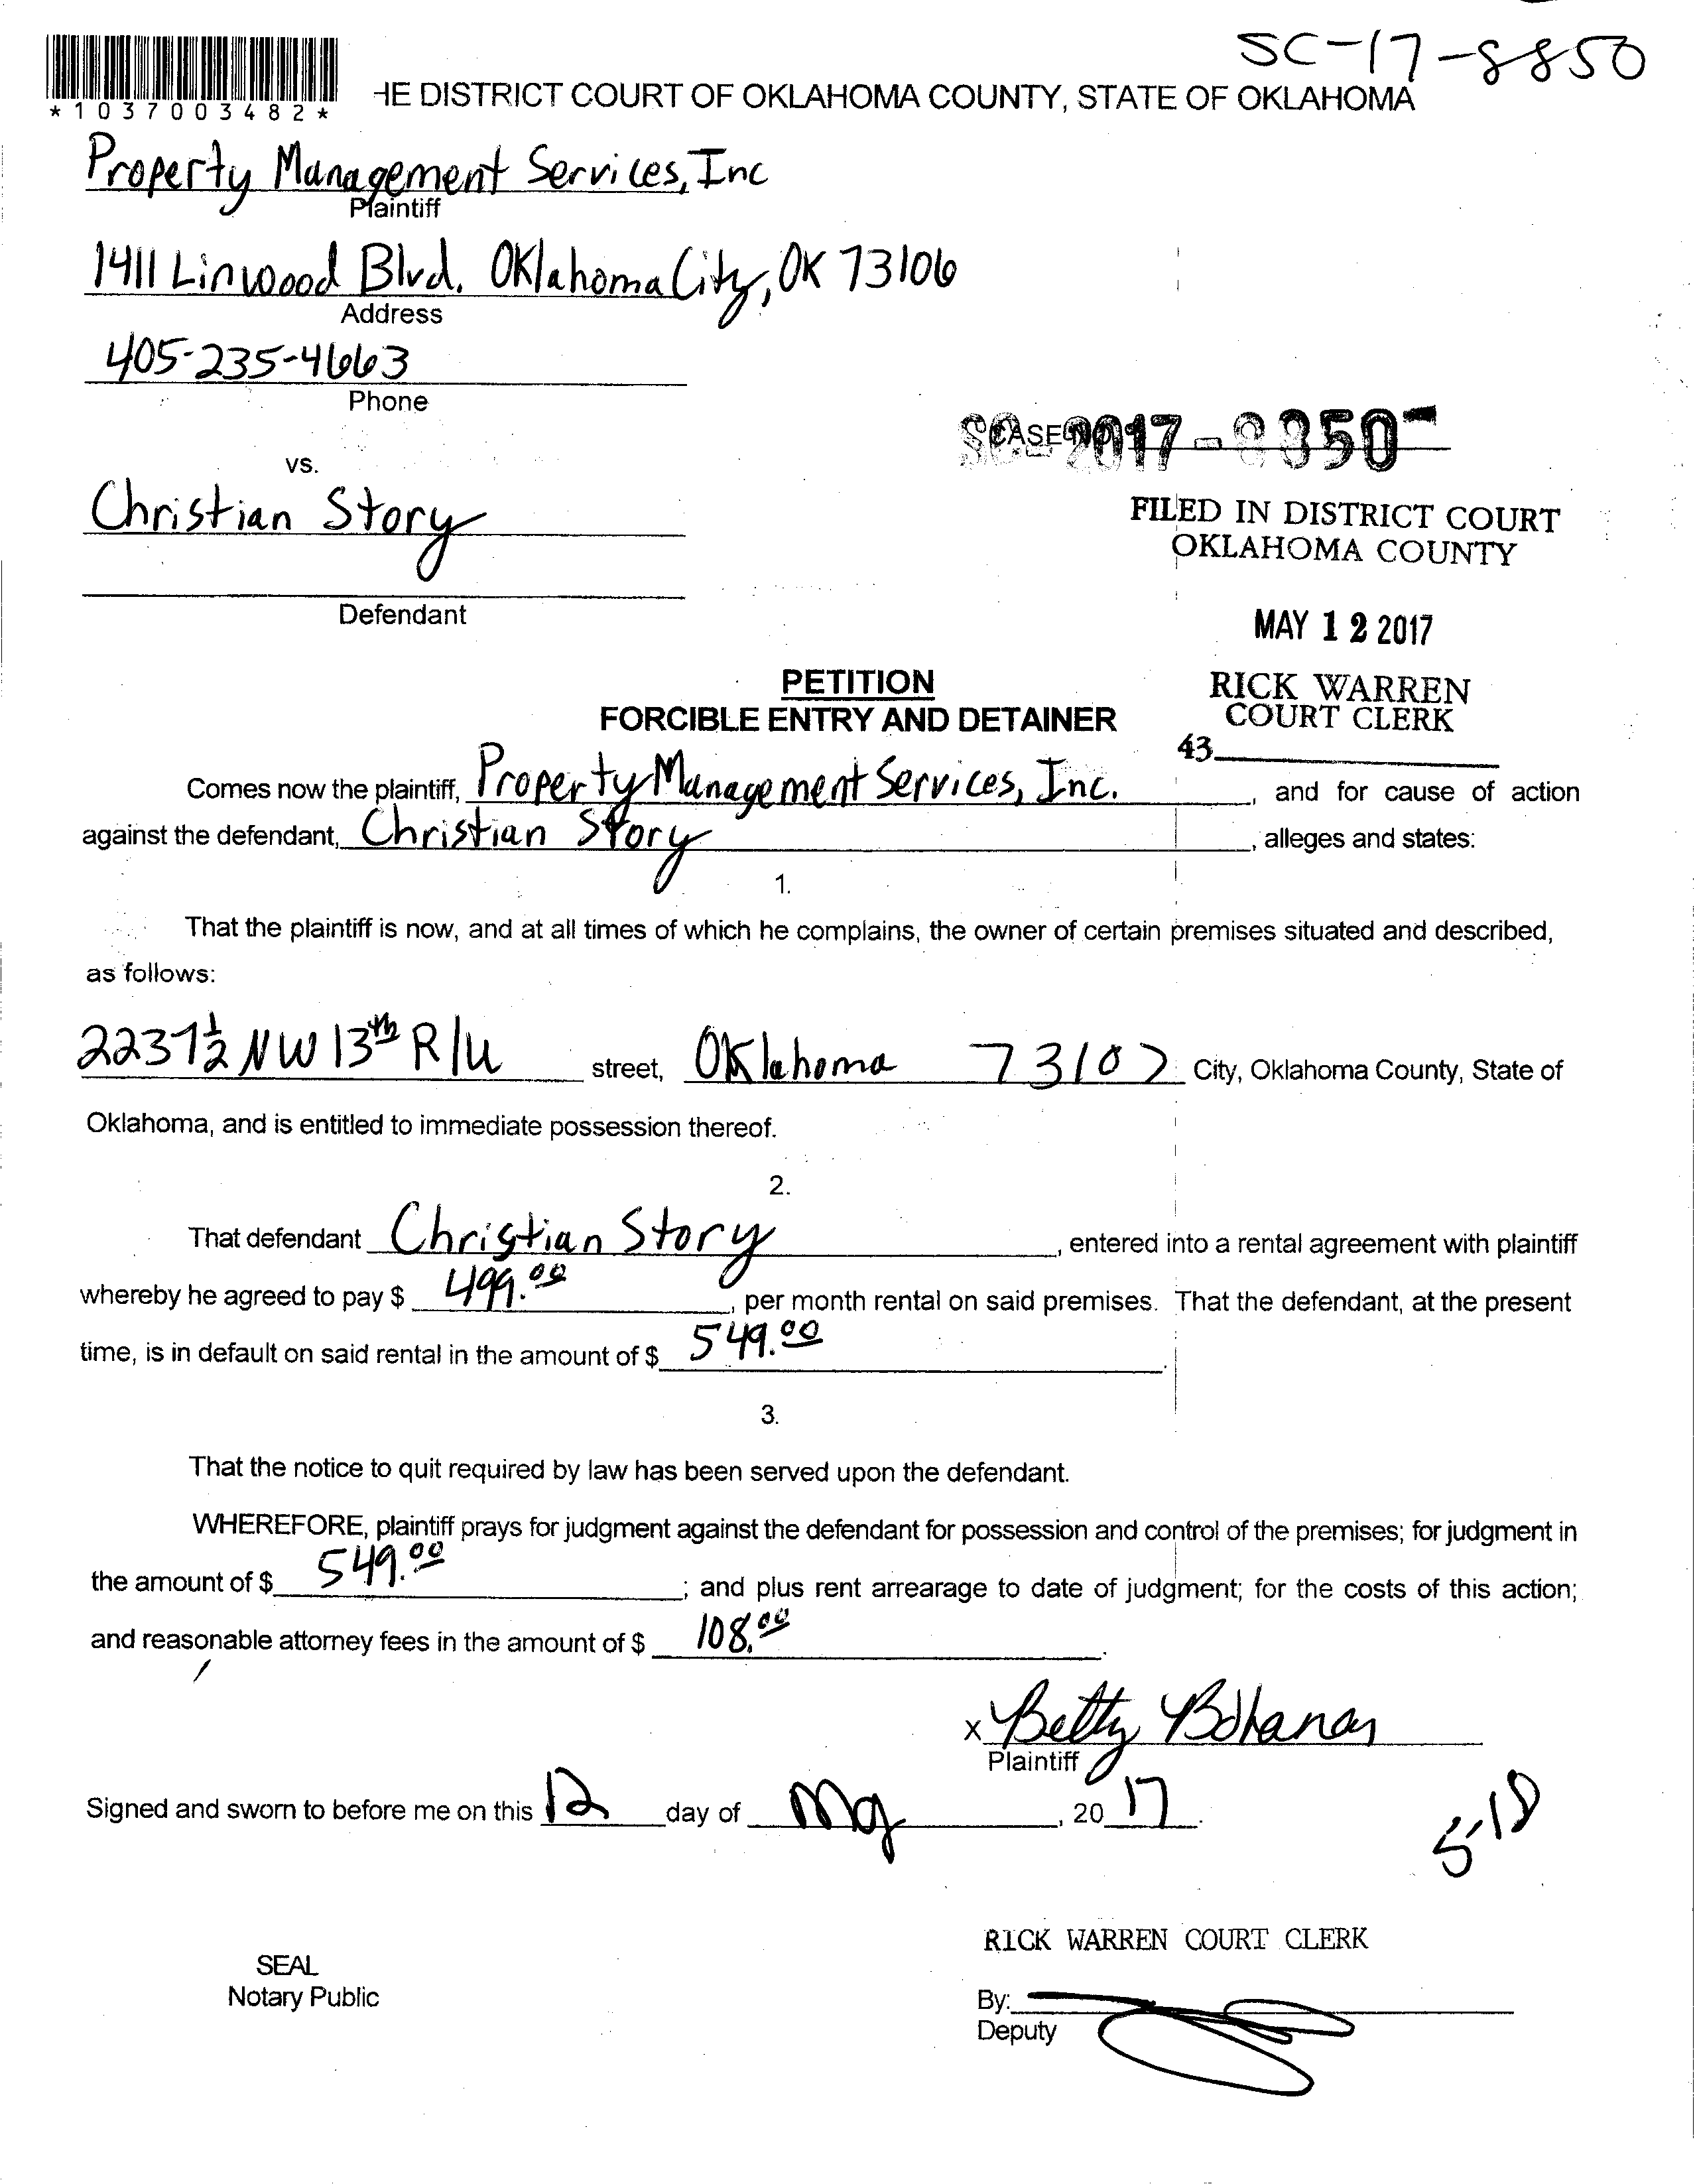 SC-17-8850
*1037003482*
HE DISTRICT COURT OF OKLAHOMA COUNTY, STATE OF OKLAHOMA
Property Management Services, Inc
Plaintiff
1411 Linwood Blvd. Oklahoma City, OK 73106
Address
405-235-4663
Phone
CASE NO. SC-2017-8850
vs.
Christian Story
Defendant
FILED IN DISTRICT COURT
OKLAHOMA COUNTY
MAY 12 2017
RICK WARREN
COURT CLERK
43
PETITION
FORCIBLE ENTRY AND DETAINER
Comes now the plaintiff, Property Management Services, Inc. , and for cause of action
against the defendant, Christian Story , alleges and states:
1.
That the plaintiff is now, and at all times of which he complains, the owner of certain premises situated and described,
as follows:
2237 1/2 NW 13th R/U street, Oklahoma 73107 City, Oklahoma County, State of
Oklahoma, and is entitled to immediate possession thereof.
2.
That defendant Christian Story , entered into a rental agreement with plaintiff
whereby he agreed to pay $ 499.00 , per month rental on said premises. That the defendant, at the present
time, is in default on said rental in the amount of $ 549.00 .
3.
That the notice to quit required by law has been served upon the defendant.
WHEREFORE, plaintiff prays for judgment against the defendant for possession and control of the premises; for judgment in
the amount of $ 549.00 ; and plus rent arrearage to date of judgment; for the costs of this action;
and reasonable attorney fees in the amount of $ 108.00 .
x Betty Bohanan
Plaintiff
Signed and sworn to before me on this 12 day of May , 2017.
5-18
RICK WARREN COURT CLERK
SEAL
Notary Public
By:
Deputy